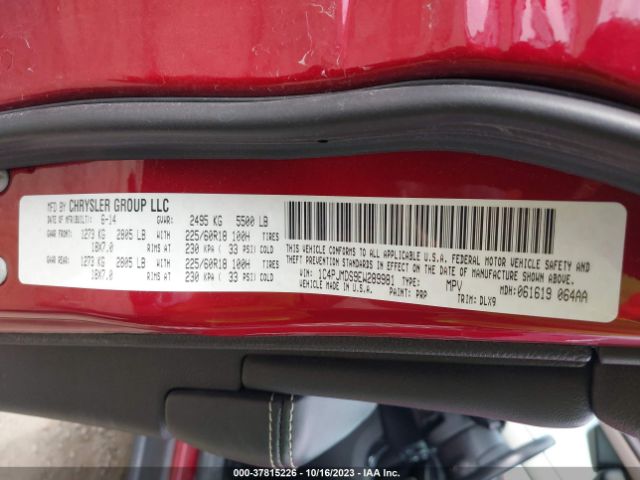 MFD BY CHRYSLER GROUP LLC
DATE OF MFR(BUILT): 6-14 GVWR: 2495 KG 5500 LB
GAWR FRONT: 1273 KG 2805 LB WITH 225/60R18 100H TIRES
18X7.0 RIMS AT 230 KPA ( 33 PSI) COLD
GAWR REAR: 1273 KG 2805 LB WITH 225/60R18 100H TIRES
18X7.0 RIMS AT 230 KPA ( 33 PSI) COLD
THIS VEHICLE CONFORMS TO ALL APPLICABLE U.S.A. FEDERAL MOTOR VEHICLE SAFETY AND
THEFT PREVENTION STANDARDS IN EFFECT ON THE DATE OF MANUFACTURE SHOWN ABOVE.
VIN: 1C4PJMDS9EW289981 TYPE: MPV MDH: 061619 064AA
VEHICLE MADE IN U.S.A. PAINT: PRP TRIM: DLX9
00-37815226 - 10/16/2023 - IAA Inc.